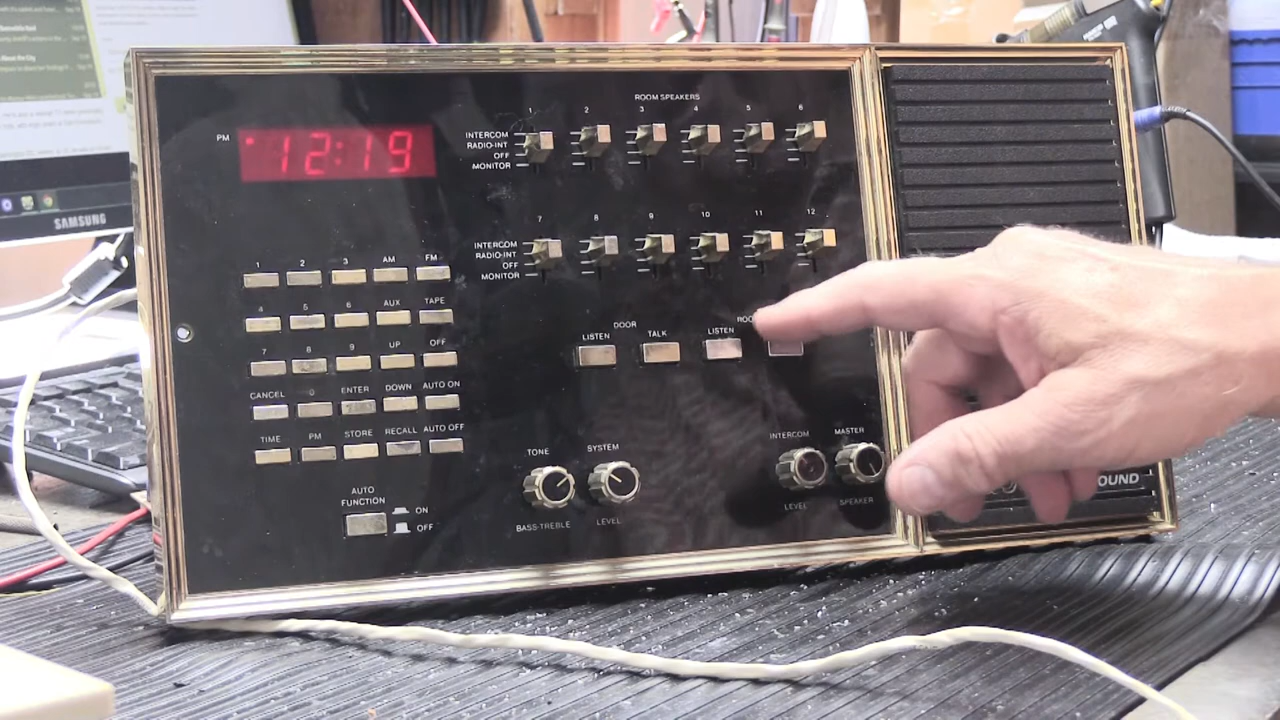 SAMSUNG
PM
12:19
ROOM SPEAKERS
1 2 3 4 5 6
INTERCOM
RADIO-INT
OFF
MONITOR
7 8 9 10 11 12
INTERCOM
RADIO-INT
OFF
MONITOR
1 2 3 AM FM
4 5 6 AUX TAPE
7 8 9 UP OFF
CANCEL 0 ENTER DOWN AUTO ON
TIME PM STORE RECALL AUTO OFF
DOOR
LISTEN TALK LISTEN
AUTO
FUNCTION
ON
OFF
TONE SYSTEM
BASS-TREBLE LEVEL
INTERCOM MASTER
LEVEL SPEAKER
OUND